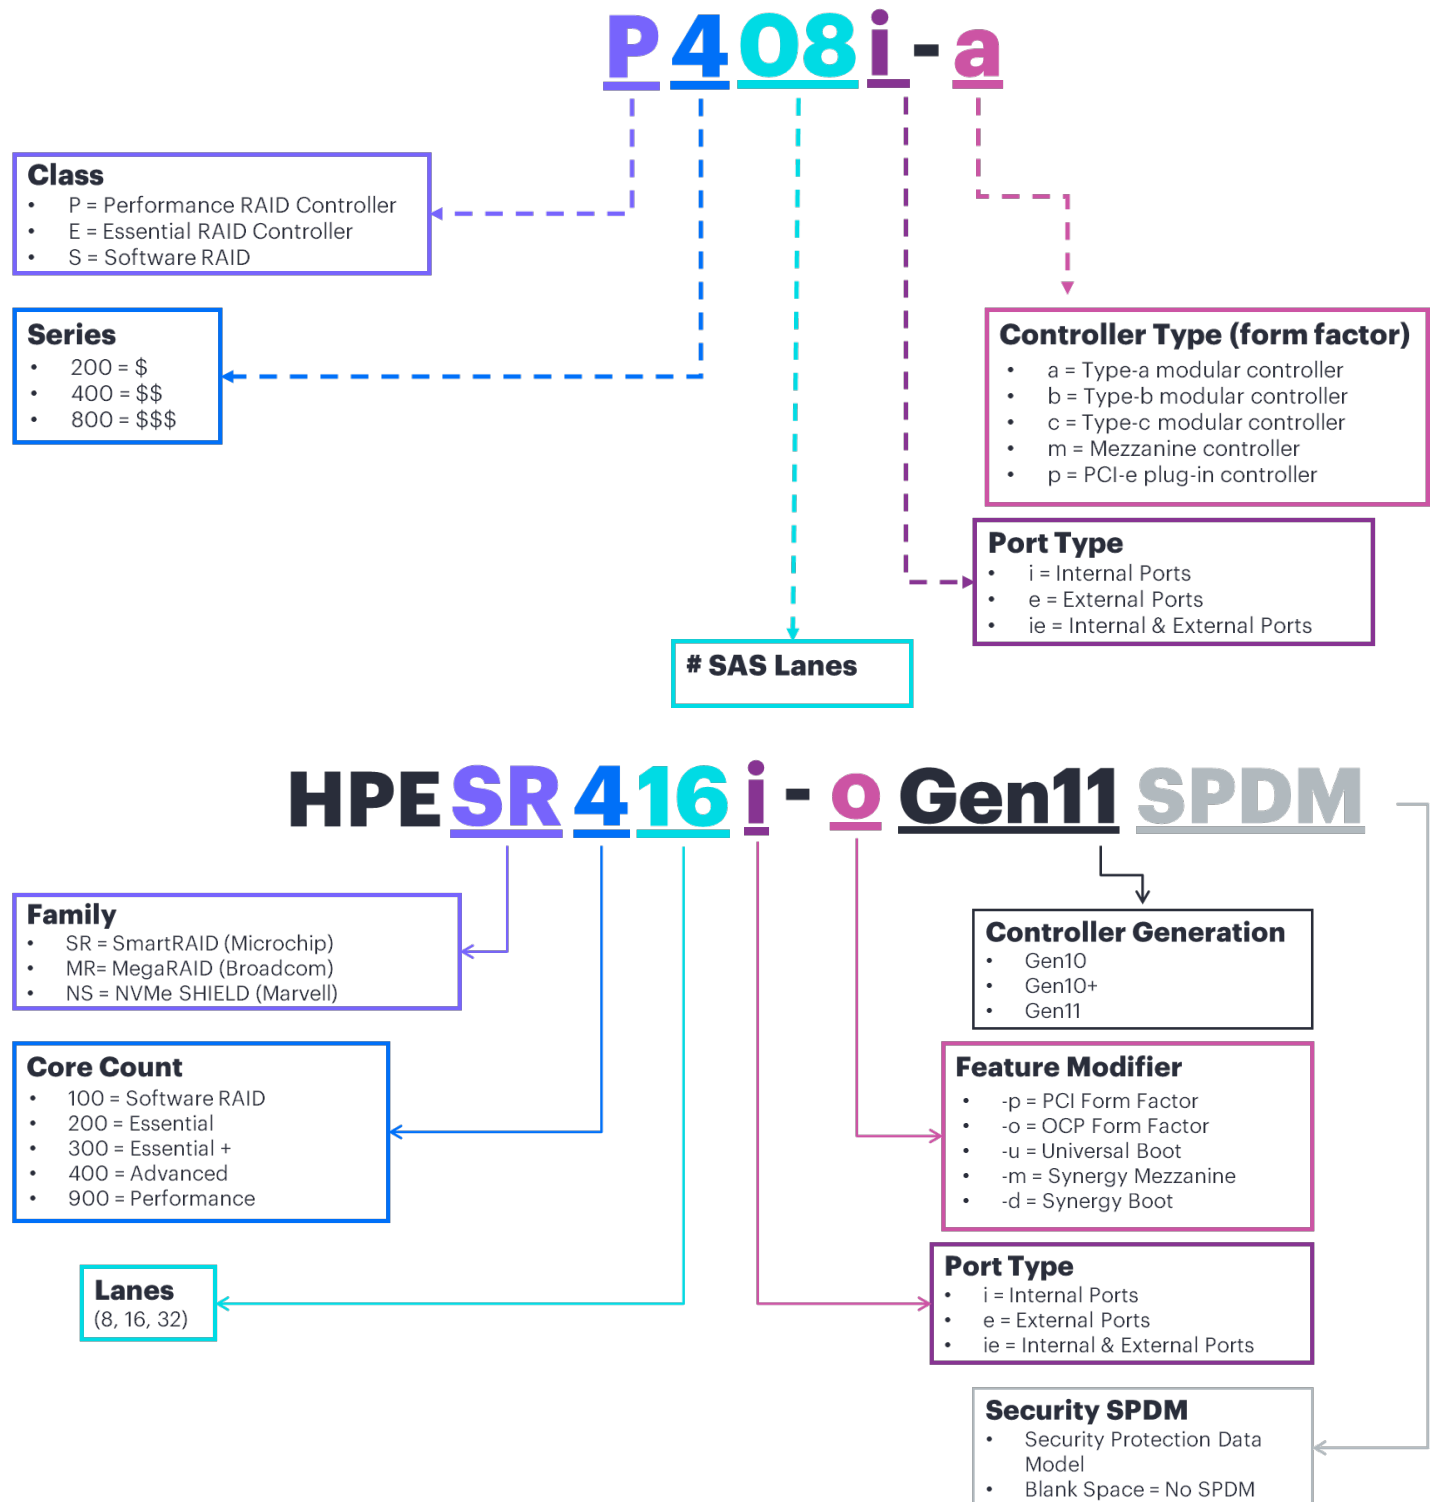 P408i-a
Class
• P = Performance RAID Controller
• E = Essential RAID Controller
• S = Software RAID
Series
• 200 = $
• 400 = $$
• 800 = $$$
Controller Type (form factor)
• a = Type-a modular controller
• b = Type-b modular controller
• c = Type-c modular controller
• m = Mezzanine controller
• p = PCI-e plug-in controller
Port Type
• i = Internal Ports
• e = External Ports
• ie = Internal & External Ports
# SAS Lanes
HPE SR 416i-o Gen11 SPDM
Family
• SR = SmartRAID (Microchip)
• MR= MegaRAID (Broadcom)
• NS = NVMe SHIELD (Marvell)
Controller Generation
• Gen10
• Gen10+
• Gen11
Core Count
• 100 = Software RAID
• 200 = Essential
• 300 = Essential +
• 400 = Advanced
• 900 = Performance
Feature Modifier
• -p = PCI Form Factor
• -o = OCP Form Factor
• -u = Universal Boot
• -m = Synergy Mezzanine
• -d = Synergy Boot
Lanes
(8, 16, 32)
Port Type
• i = Internal Ports
• e = External Ports
• ie = Internal & External Ports
Security SPDM
• Security Protection Data
Model
• Blank Space = No SPDM